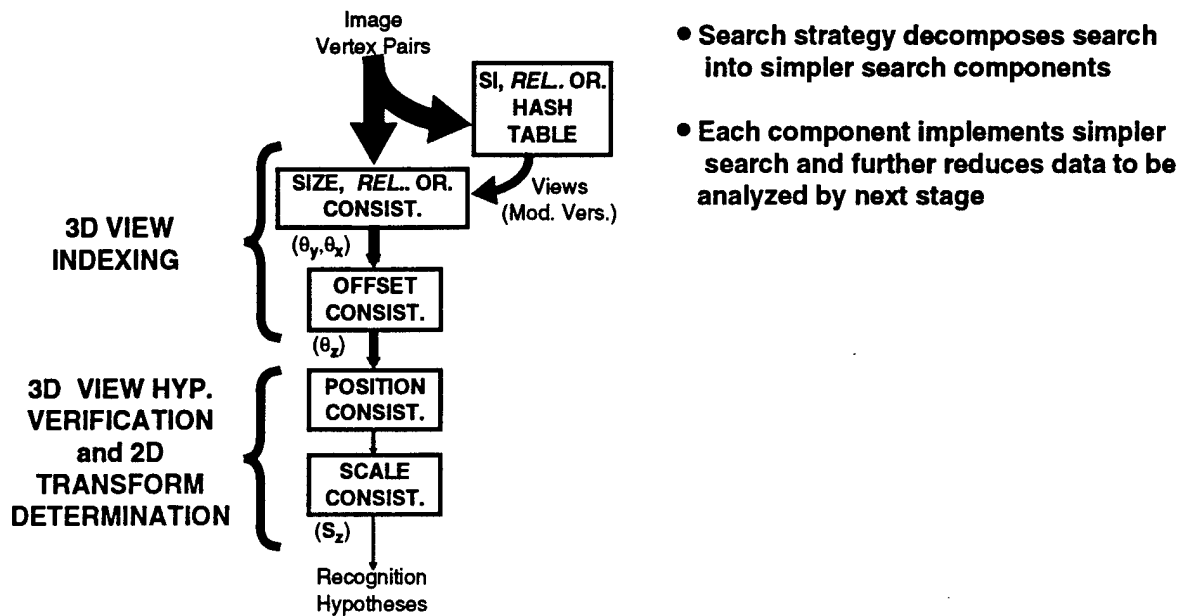 Image
Vertex Pairs
SI, REL.. OR.
HASH
TABLE
SIZE, REL.. OR.
CONSIST.
Views
(Mod. Vers.)
3D VIEW
INDEXING
(θy,θx)
OFFSET
CONSIST.
(θz)
3D VIEW HYP.
VERIFICATION
and 2D
TRANSFORM
DETERMINATION
POSITION
CONSIST.
SCALE
CONSIST.
(Sz)
Recognition
Hypotheses
• Search strategy decomposes search
into simpler search components
• Each component implements simpler
search and further reduces data to be
analyzed by next stage